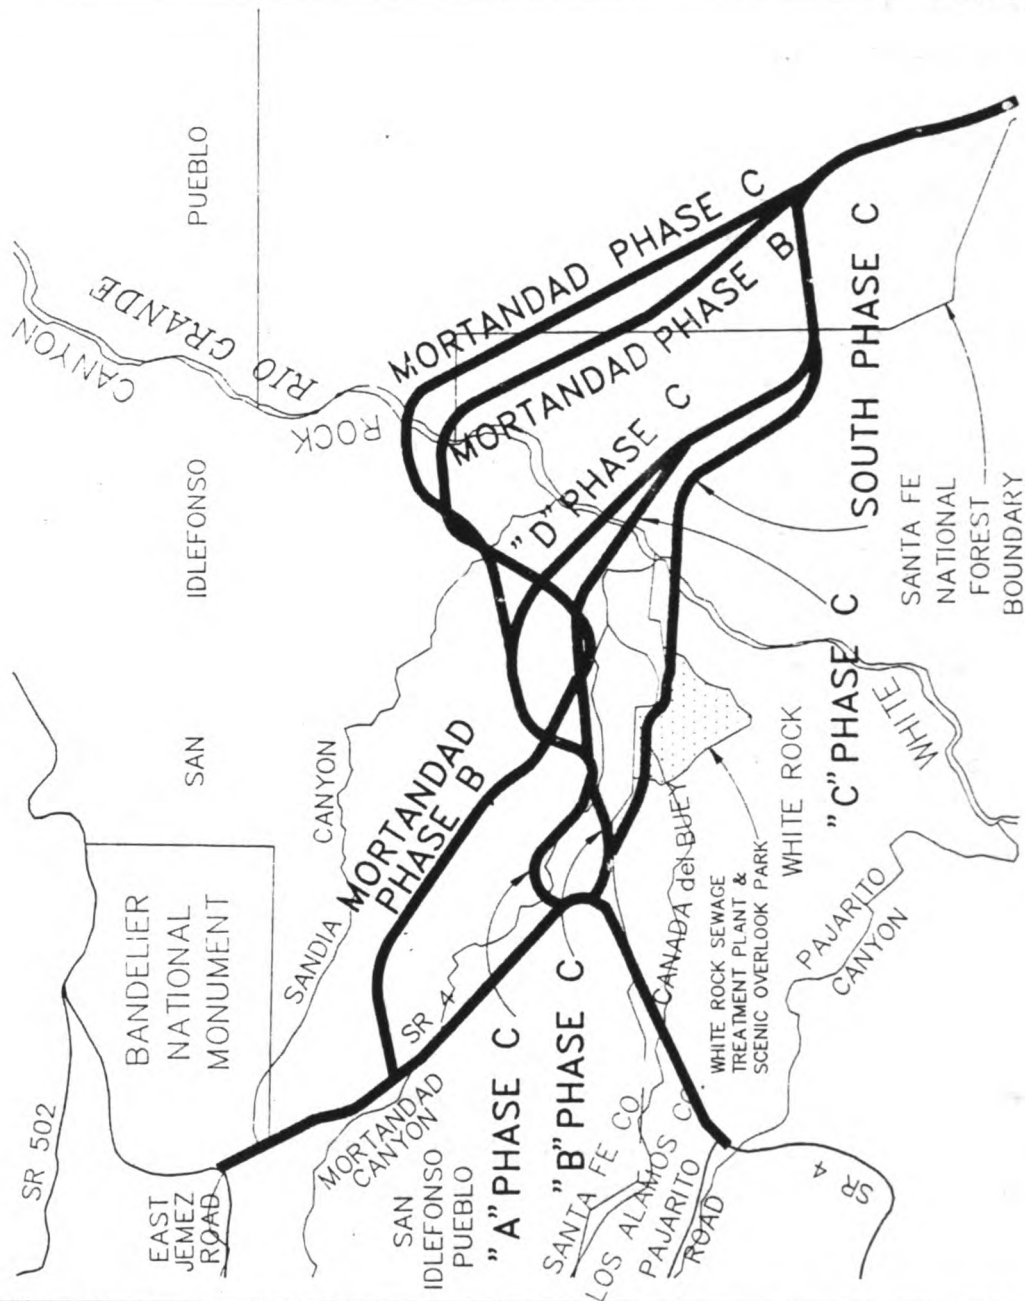 SR 502
BANDELIER
NATIONAL
MONUMENT
SAN
IDLEFONSO
PUEBLO
EAST
JEMEZ
ROAD
SANDIA
CANYON
RIO GRANDE
CANYON
ROCK
WHITE
MORTANDAD
PHASE B
MORTANDAD PHASE C
MORTANDAD PHASE B
"D" PHASE C
SR 4
MORTANDAD
CANYON
SAN
IDLEFONSO
PUEBLO
"A" PHASE C
"B" PHASE C
SANTA FE CO.
LOS ALAMOS CO.
PAJARITO
ROAD
SR 4
CANADA del BUEY
WHITE ROCK SEWAGE
TREATMENT PLANT &
SCENIC OVERLOOK PARK
WHITE ROCK
PAJARITO
CANYON
"C" PHASE C
SOUTH PHASE C
SANTA FE
NATIONAL
FOREST
BOUNDARY